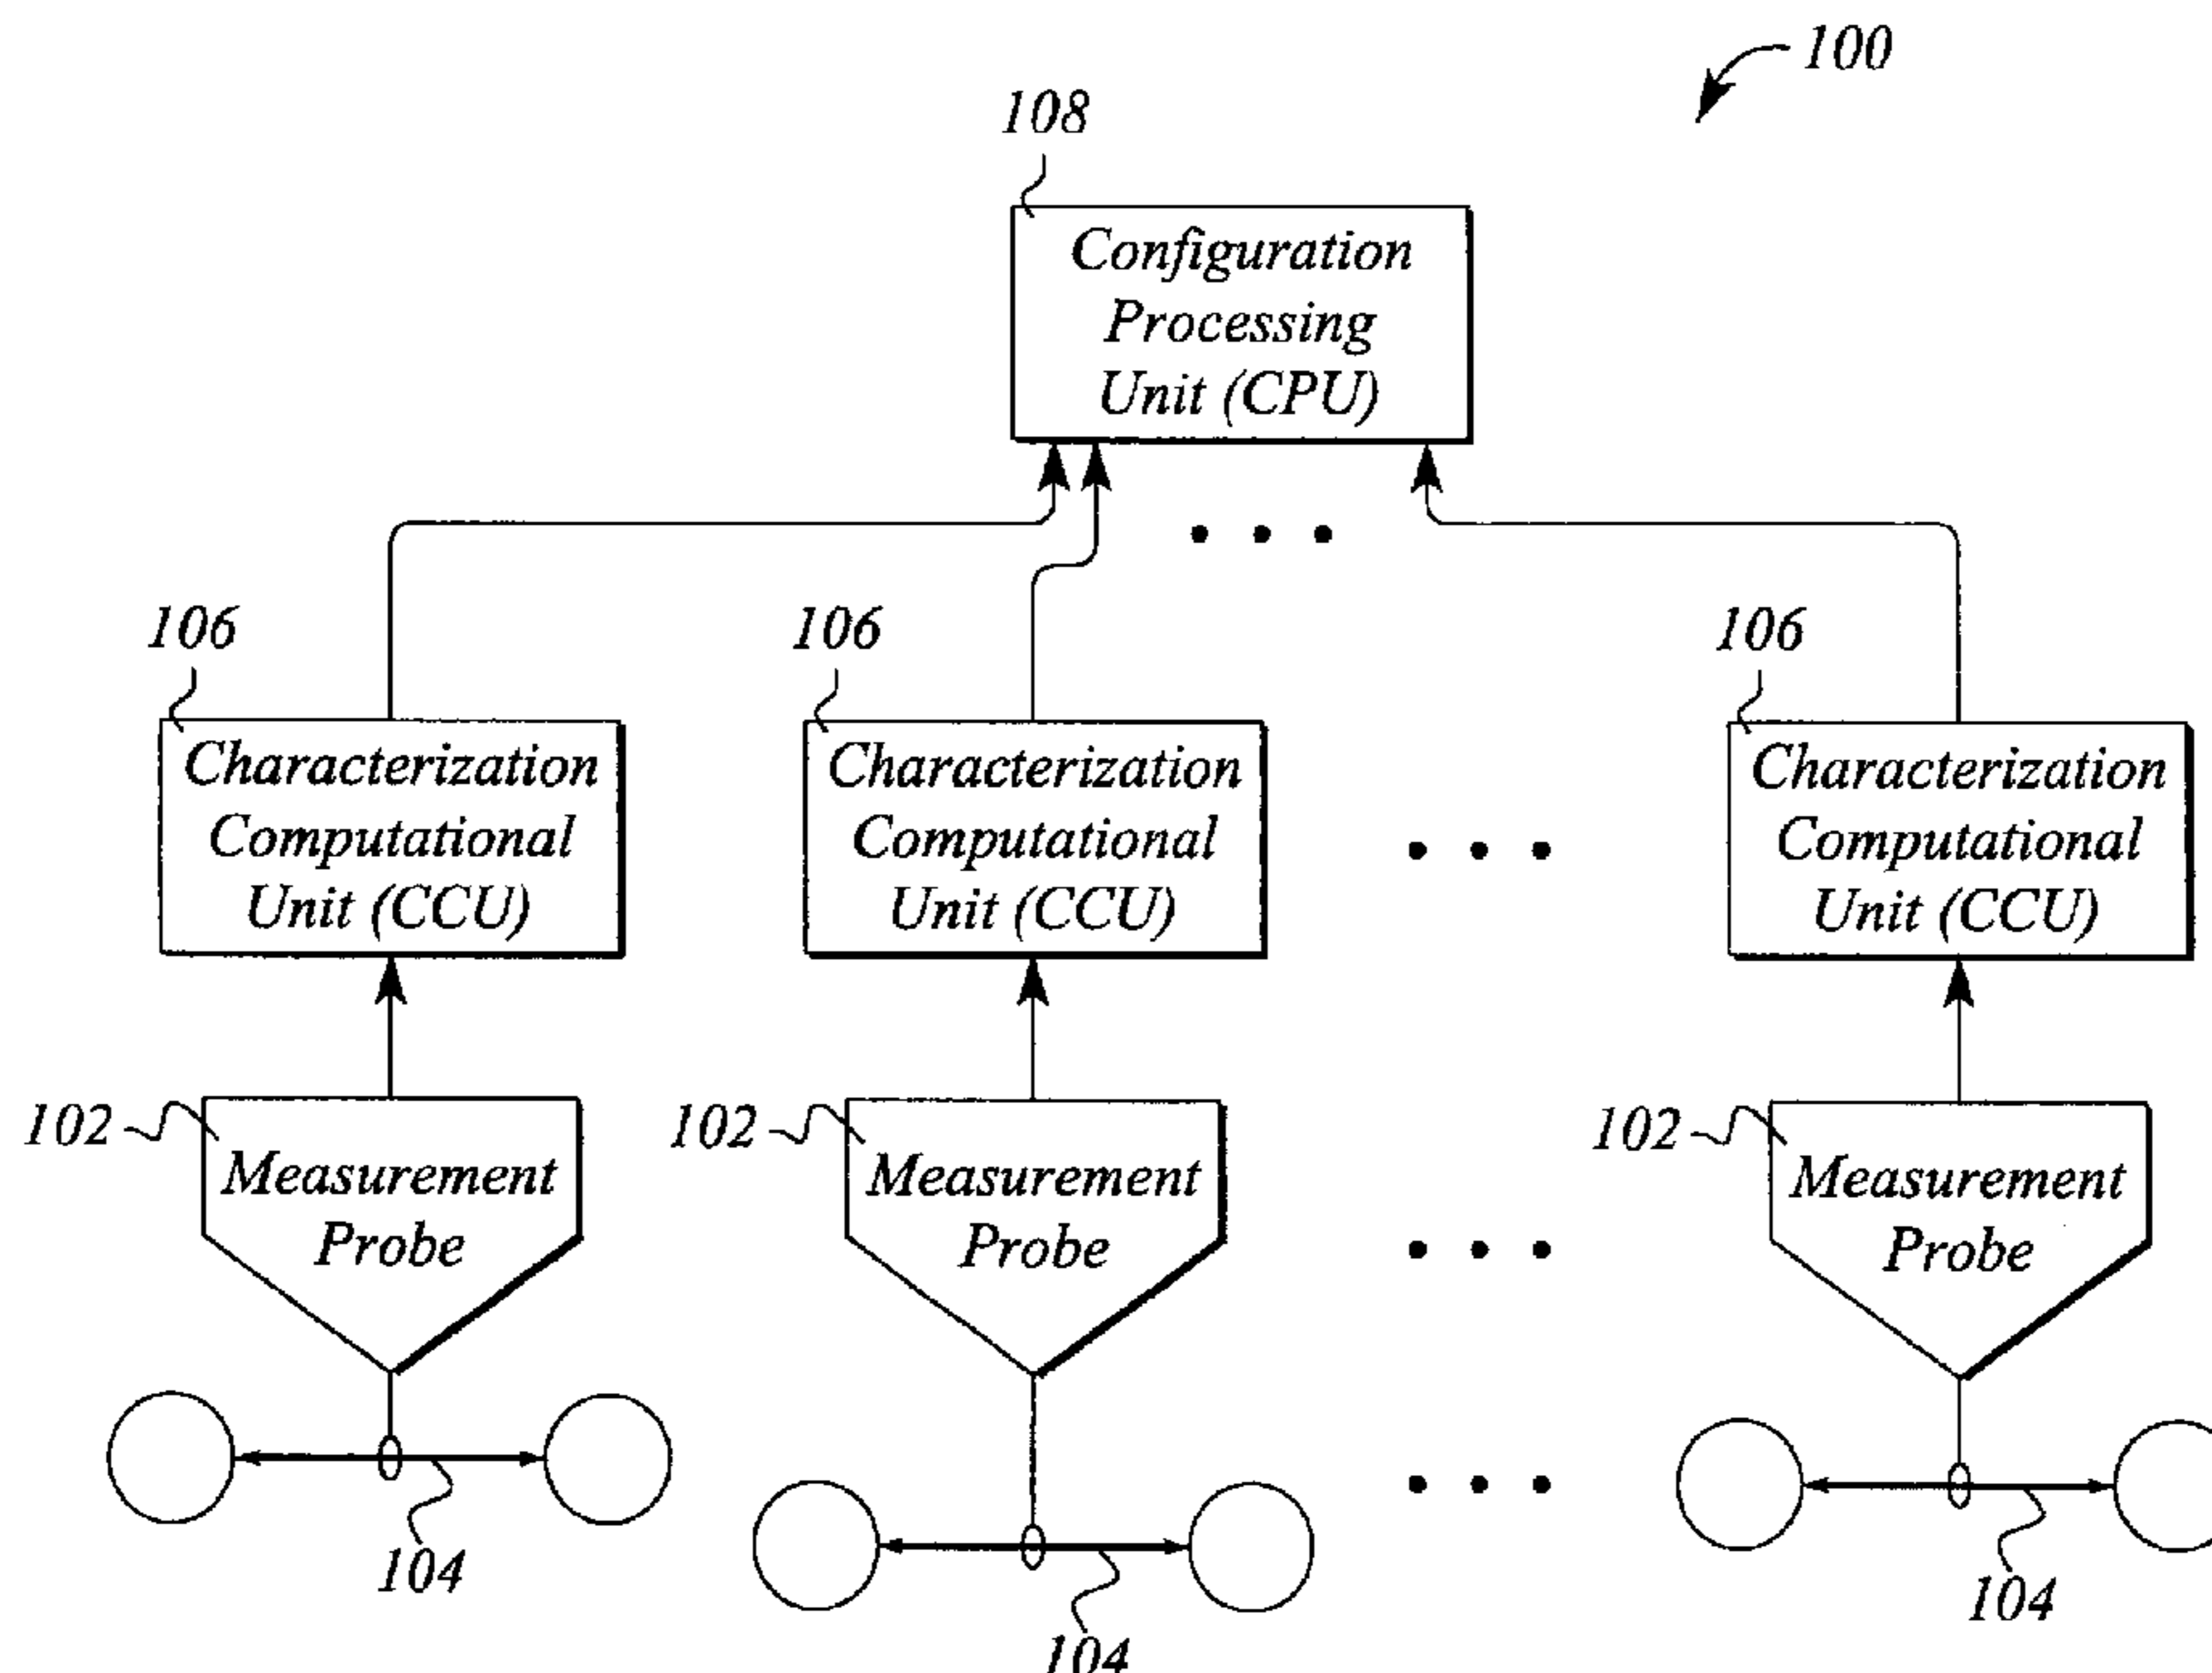 100
108
Configuration
Processing
Unit (CPU)
106
106
106
Characterization
Computational
Unit (CCU)
Characterization
Computational
Unit (CCU)
Characterization
Computational
Unit (CCU)
102
Measurement
Probe
102
Measurement
Probe
102
Measurement
Probe
104
104
104